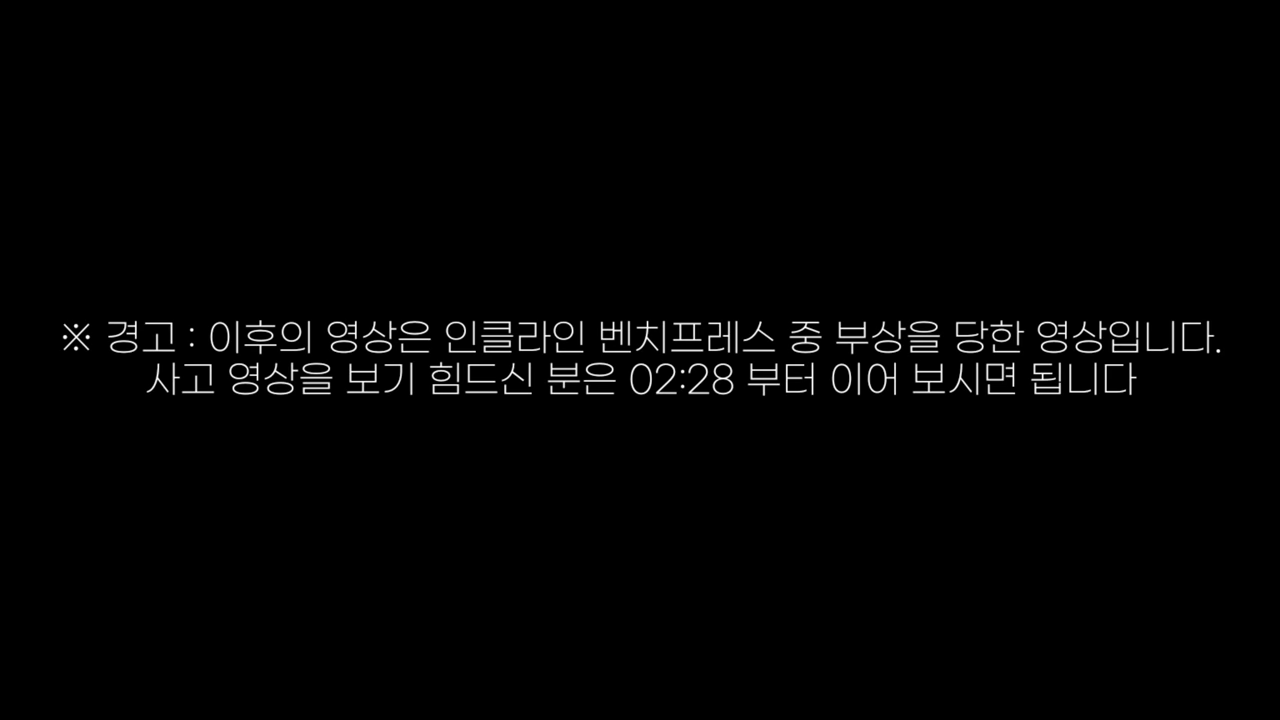 ※ 경고 : 이후의 영상은 인클라인 벤치프레스 중 부상을 당한 영상입니다.
사고 영상을 보기 힘드신 분은 02:28 부터 이어 보시면 됩니다